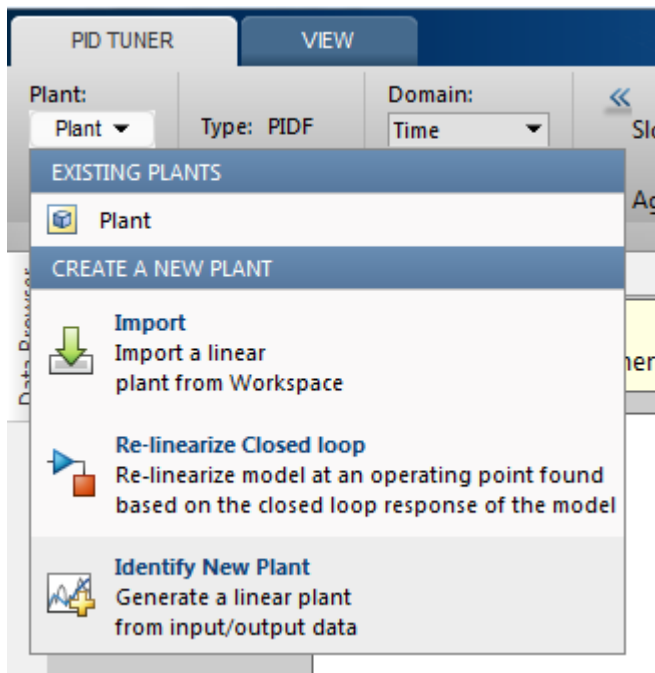 PID TUNER
VIEW
Plant:
Plant
Type: PIDF
Domain:
Time
EXISTING PLANTS
Plant
CREATE A NEW PLANT
Import
Import a linear
plant from Workspace
Re-linearize Closed loop
Re-linearize model at an operating point found
based on the closed loop response of the model
Identify New Plant
Generate a linear plant
from input/output data
Data Browser